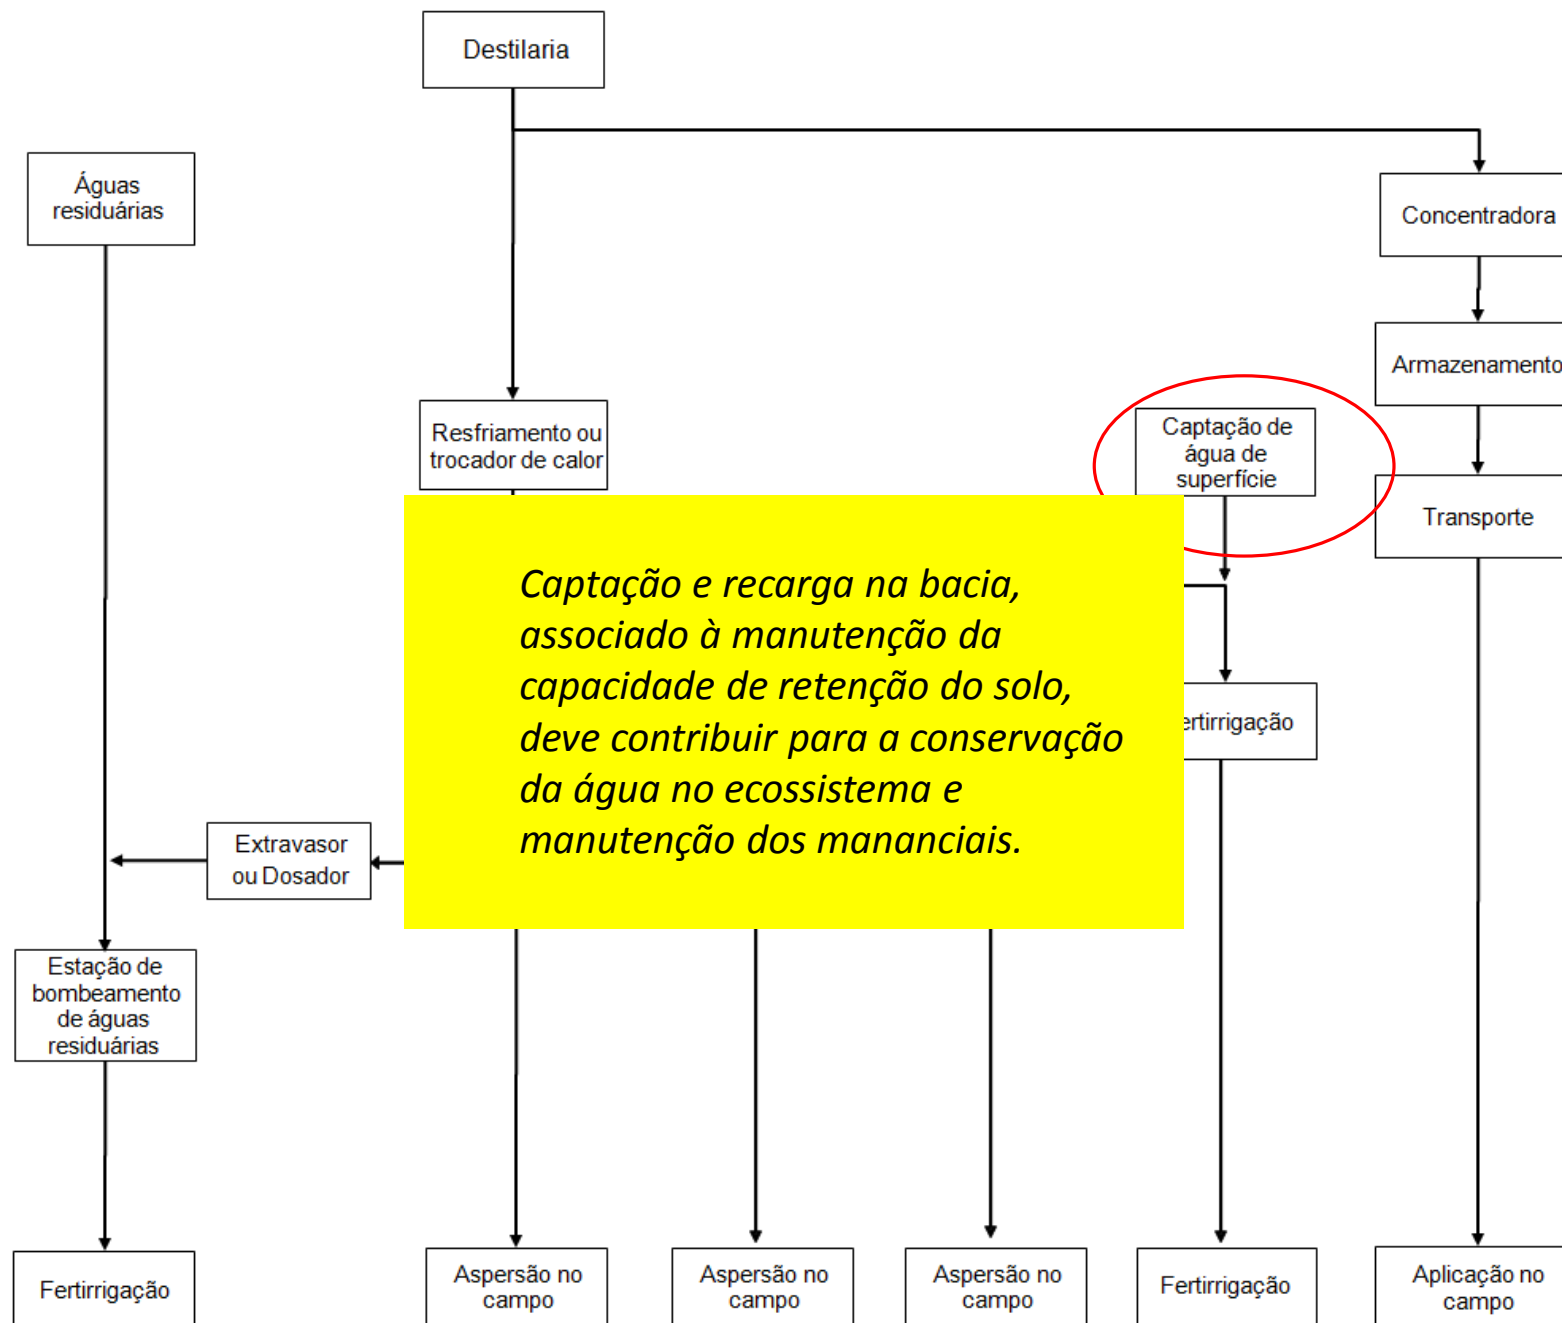 Destilaria
Águas
residuárias
Concentradora
Armazenamento
Resfriamento ou
trocador de calor
Captação de
água de
superfície
Transporte
Captação e recarga na bacia,
associado à manutenção da
capacidade de retenção do solo,
deve contribuir para a conservação
da água no ecossistema e
manutenção dos mananciais.
ertirrigação
Extravasor
ou Dosador
Estação de
bombeamento
de águas
residuárias
Fertirrigação
Aspersão no
campo
Aspersão no
campo
Aspersão no
campo
Fertirrigação
Aplicação no
campo